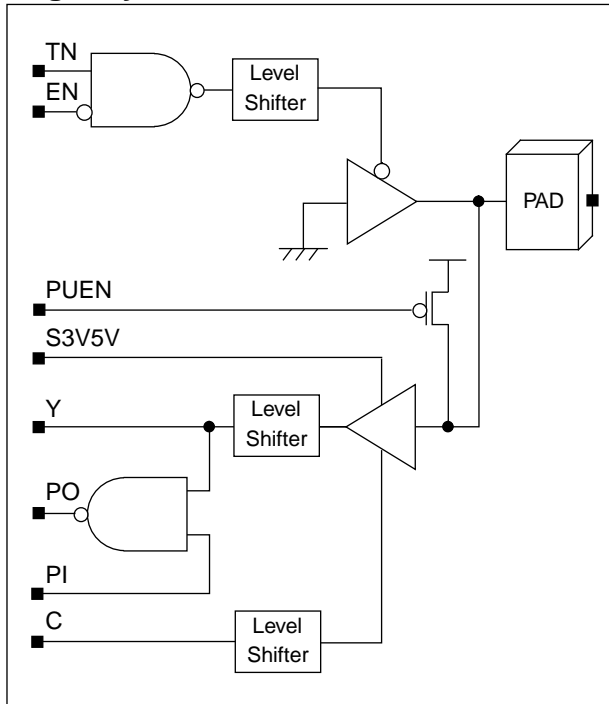 TN
EN
Level
Shifter
PAD
PUEN
S3V5V
Y
Level
Shifter
PO
PI
C
Level
Shifter